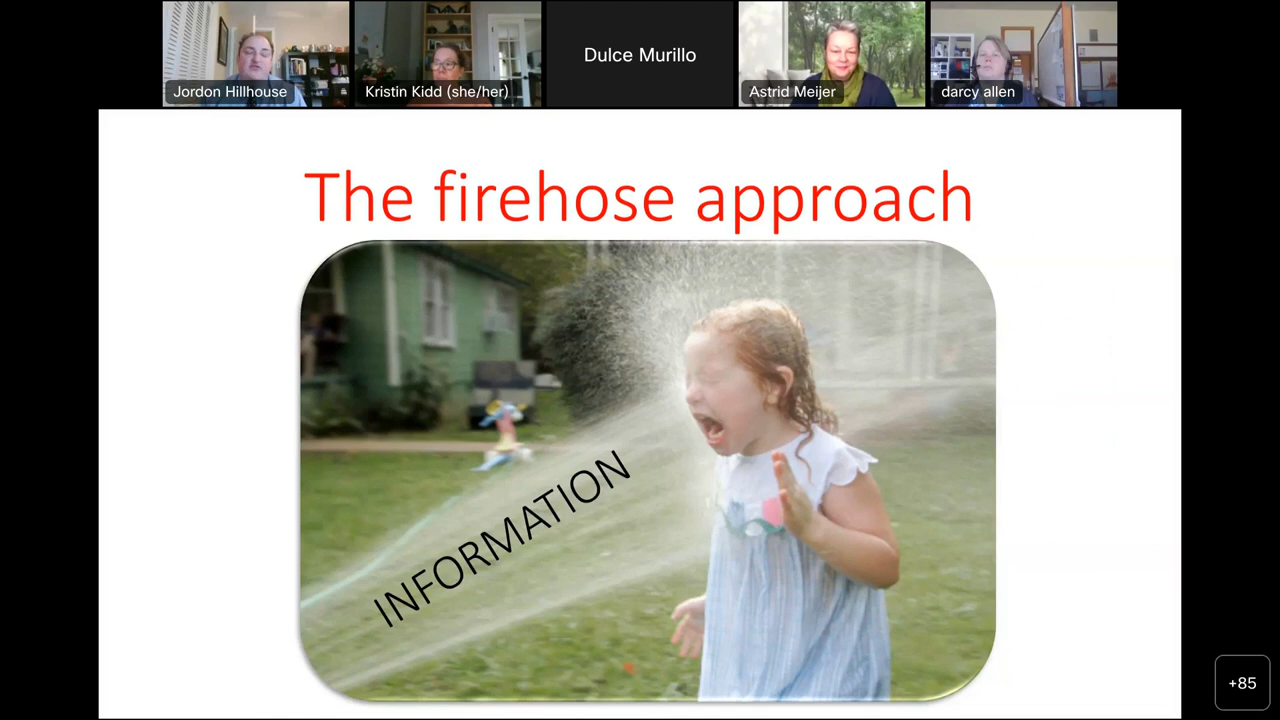 Jordon Hillhouse
Kristin Kidd (she/her)
Dulce Murillo
Astrid Meijer
darcy allen
The firehose approach
INFORMATION
+85